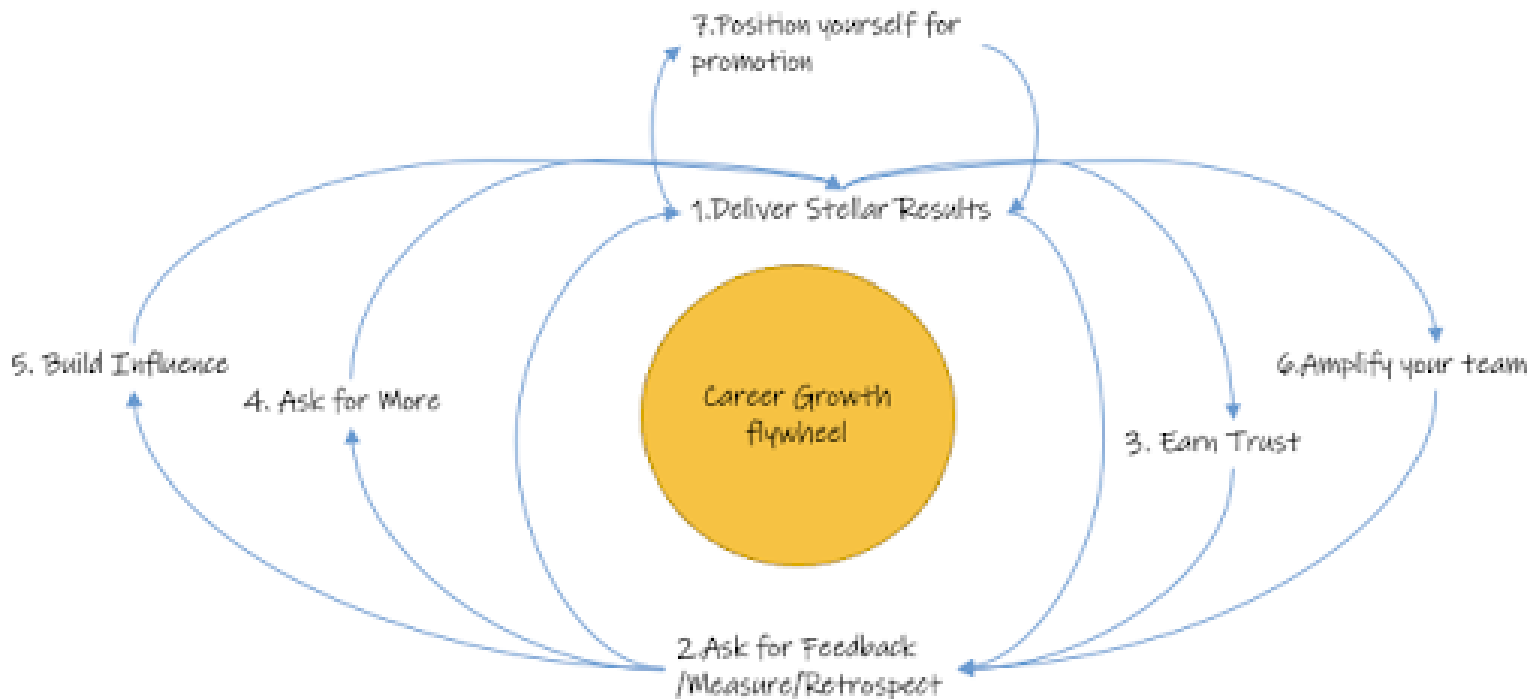 7.Position yourself for
promotion
1.Deliver Stellar Results
5. Build Influence
4. Ask for More
Career Growth
flywheel
6.Amplify your team
3. Earn Trust
2.Ask for Feedback
/Measure/Retrospect